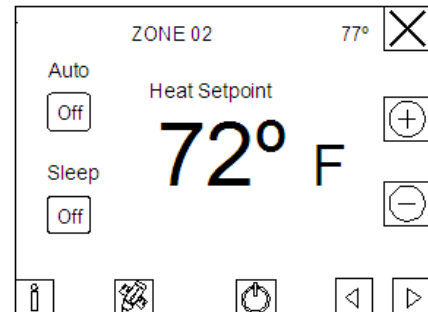 ZONE 02 77º
Auto
Off
Heat Setpoint
72º F
Sleep
Off